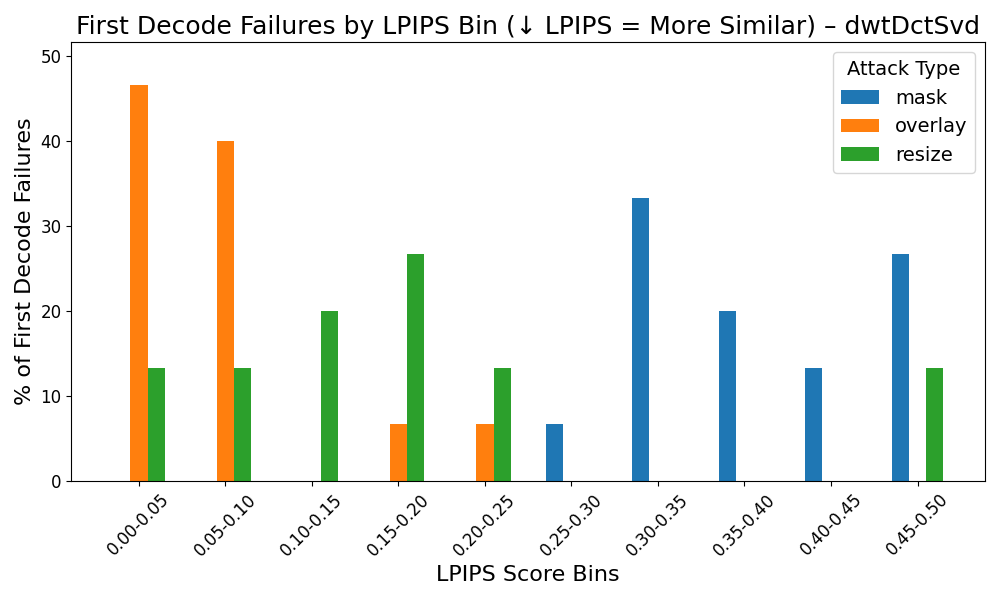 First Decode Failures by LPIPS Bin (↓ LPIPS = More Similar) – dwtDctSvd
% of First Decode Failures
50
40
30
20
10
0
Attack Type
mask
overlay
resize
0.00-0.05
0.05-0.10
0.10-0.15
0.15-0.20
0.20-0.25
0.25-0.30
0.30-0.35
0.35-0.40
0.40-0.45
0.45-0.50
LPIPS Score Bins